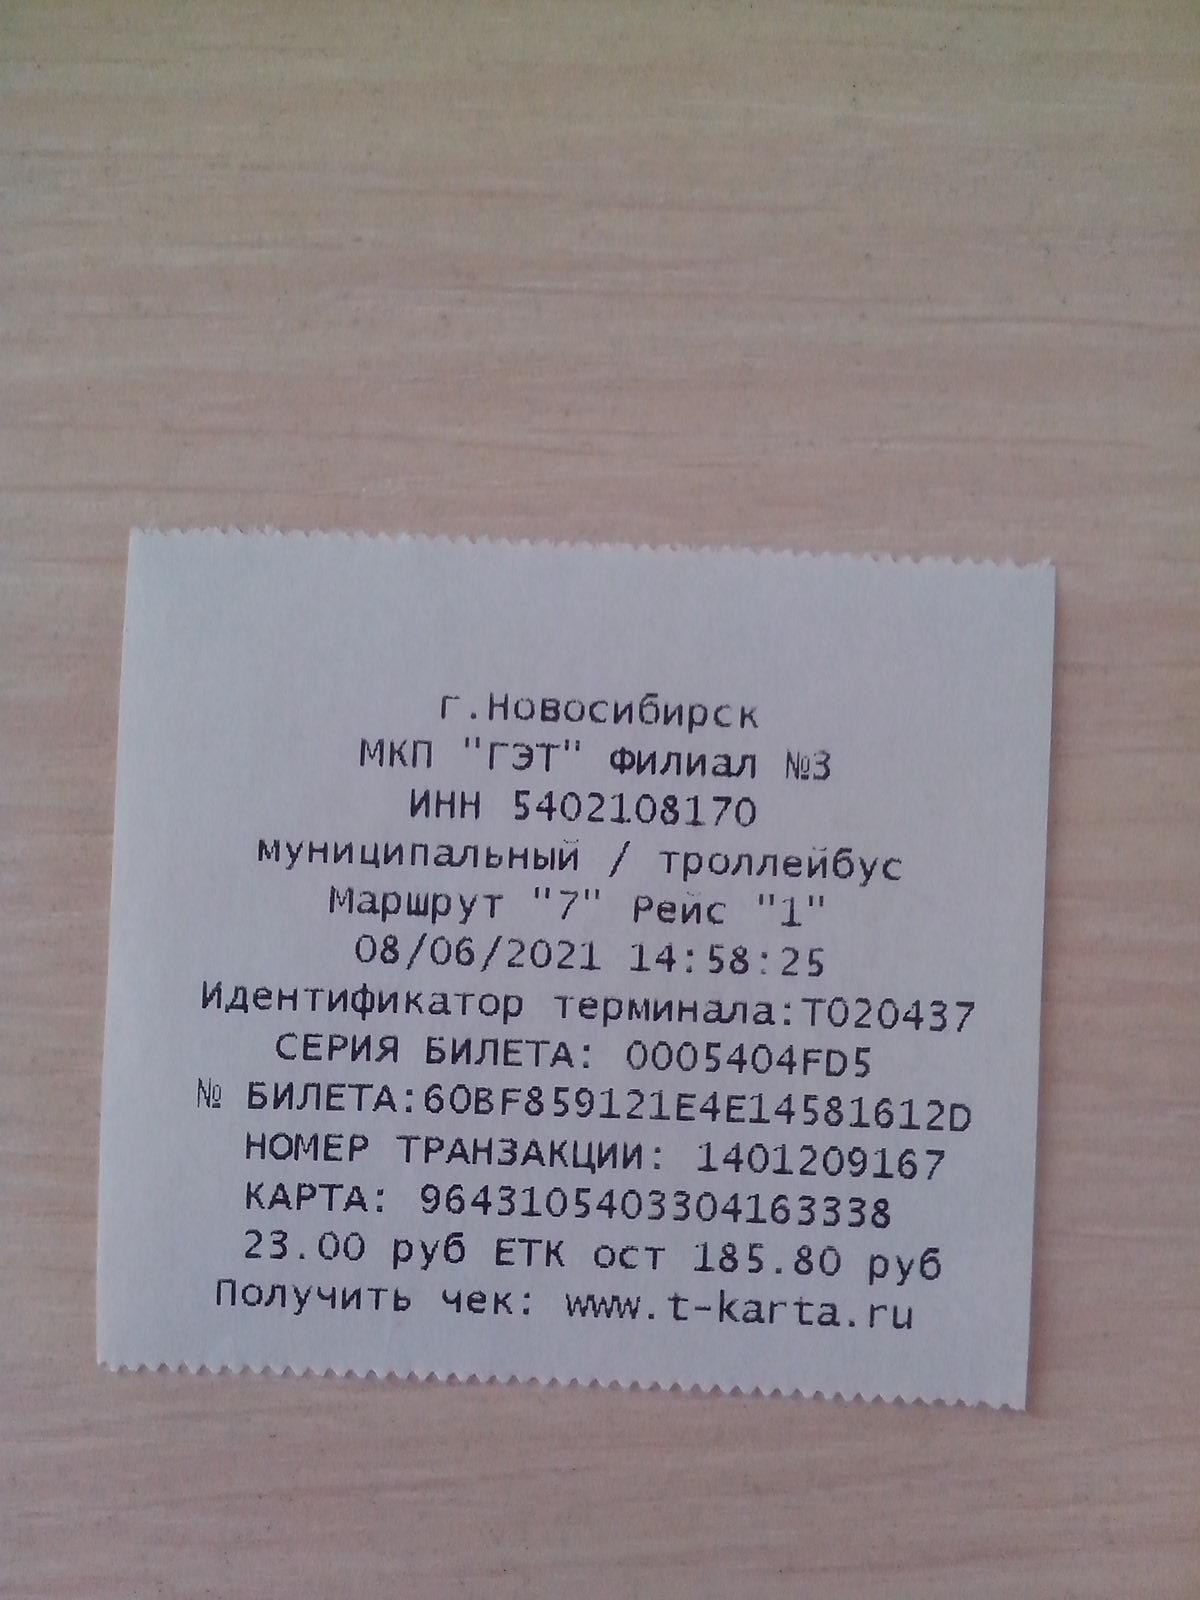 г.Новосибирск
МКП "ГЭТ" филиал №3
ИНН 5402108170
муниципальный / троллейбус
Маршрут "7" Рейс "1"
08/06/2021 14:58:25
Идентификатор терминала:T020437
СЕРИЯ БИЛЕТА: 0005404FD5
№ БИЛЕТА:60BF859121E4E14581612D
НОМЕР ТРАНЗАКЦИИ: 1401209167
КАРТА: 9643105403304163338
23.00 руб ЕТК ост 185.80 руб
Получить чек: www.t-karta.ru